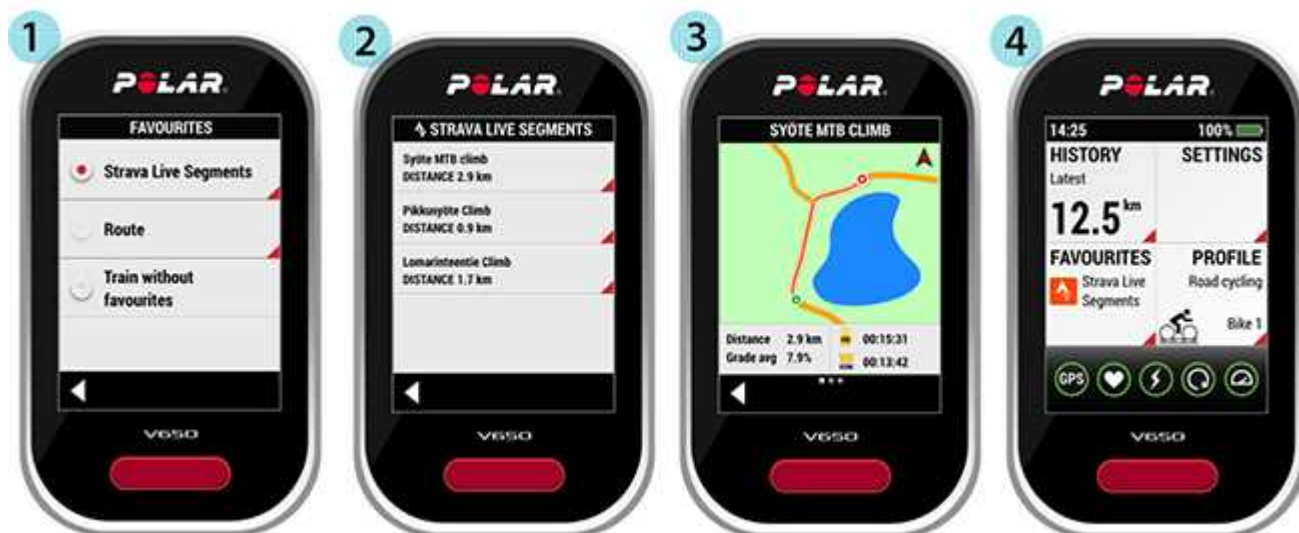 1
POLAR
FAVOURITES
Strava Live Segments
Route
Train without
favourites
V650
2
POLAR
STRAVA LIVE SEGMENTS
Syöte MTB climb
DISTANCE 2.9 km
Pikkusyöte Climb
DISTANCE 0.9 km
Lomarinteentie Climb
DISTANCE 1.7 km
V650
3
POLAR
SYÖTE MTB CLIMB
Distance 2.9 km 00:15:31
Grade avg 7.9% 00:13:42
V650
4
POLAR
14:25 100%
HISTORY
Latest
12.5 km
SETTINGS
FAVOURITES
Strava Live
Segments
PROFILE
Road cycling
Bike 1
GPS
V650